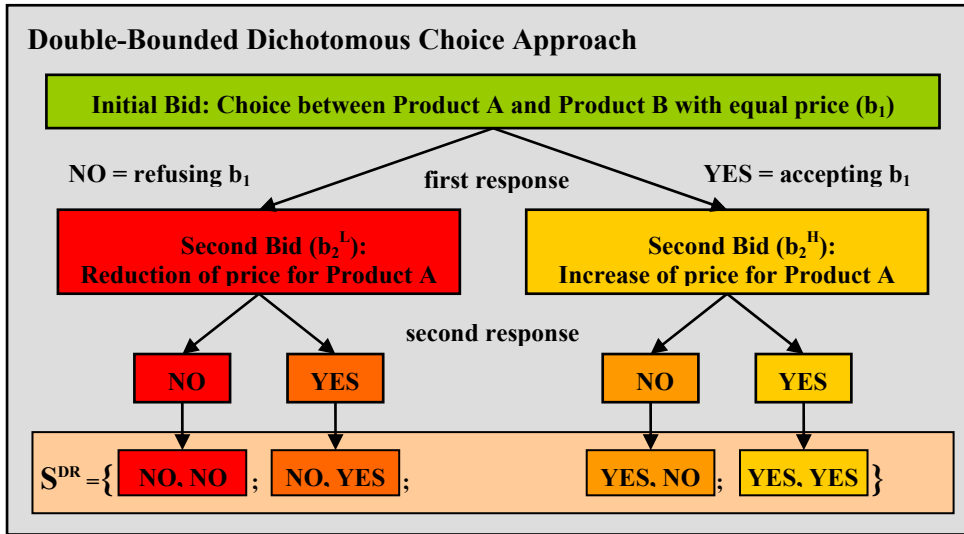 Double-Bounded Dichotomous Choice Approach
Initial Bid: Choice between Product A and Product B with equal price (b₁)
NO = refusing b₁
first response
YES = accepting b₁
Second Bid (b₂ᴸ):
Reduction of price for Product A
Second Bid (b₂ᴴ):
Increase of price for Product A
second response
NO
YES
NO
YES
Sᴰᴿ={ NO, NO ; NO, YES ; YES, NO ; YES, YES }